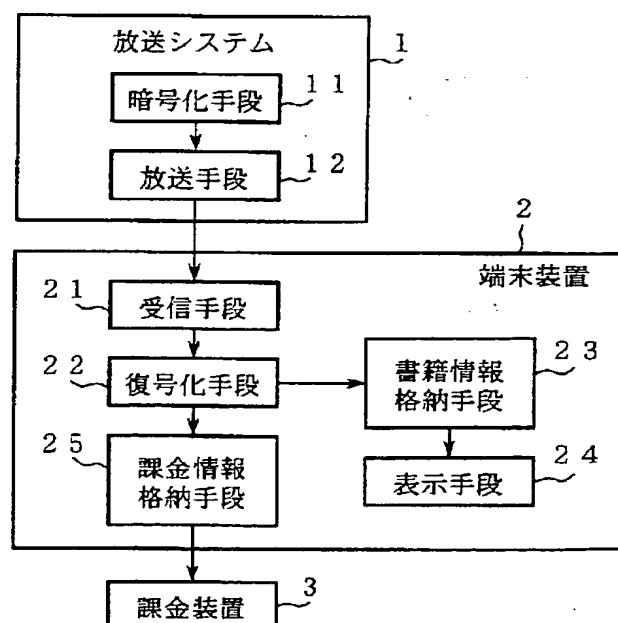 放送システム
1
暗号化手段
11
放送手段
12
2
端末装置
21
受信手段
22
復号化手段
書籍情報
格納手段
23
25
課金情報
格納手段
表示手段
24
課金装置
3